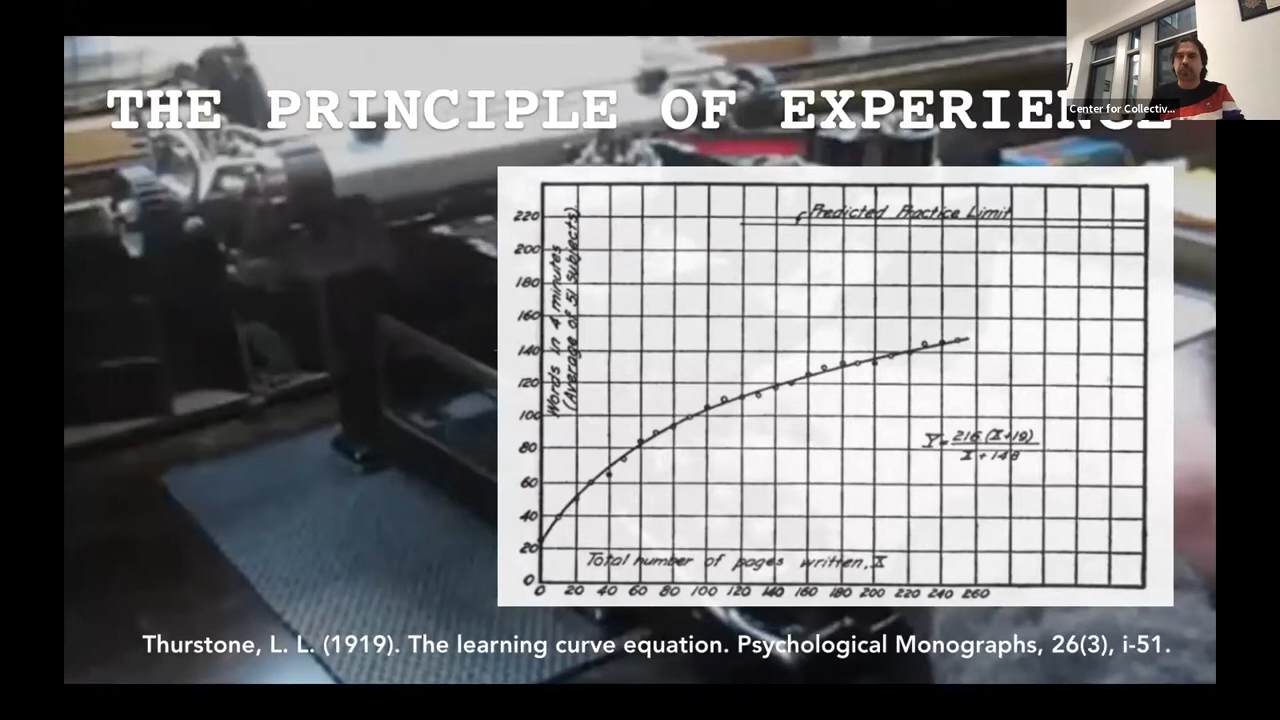 THE PRINCIPLE OF EXPERIENCE
Center for Collectiv...
Predicted Practice Limit
220
200
180
160
140
120
100
80
60
40
20
0
Words in 4 minutes
(Average of 51 subjects)
Y = 216 (X+19)
X + 148
Total number of pages written, X
0 20 40 60 80 100 120 140 160 180 200 220 240 260
Thurstone, L. L. (1919). The learning curve equation. Psychological Monographs, 26(3), i-51.